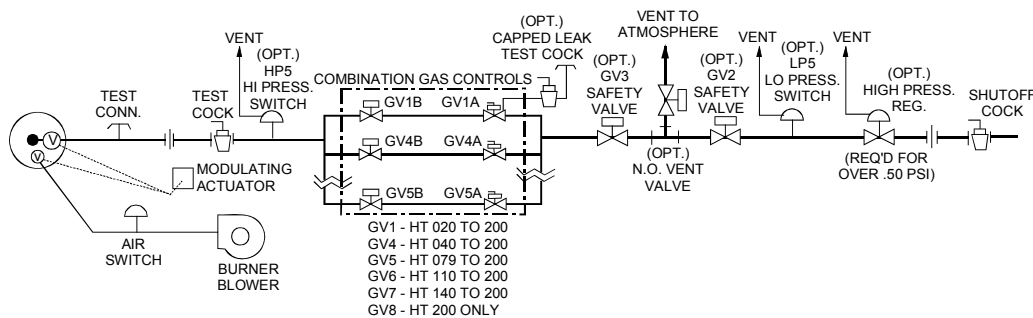 VENT
(OPT.)
HP5
HI PRESS.
SWITCH
TEST
CONN.
TEST
COCK
MODULATING
ACTUATOR
AIR
SWITCH
BURNER
BLOWER
V
V
COMBINATION GAS CONTROLS
GV1B
GV1A
GV4B
GV4A
GV5B
GV5A
GV1 - HT 020 TO 200
GV4 - HT 040 TO 200
GV5 - HT 079 TO 200
GV6 - HT 110 TO 200
GV7 - HT 140 TO 200
GV8 - HT 200 ONLY
(OPT.)
CAPPED LEAK
TEST COCK
(OPT.)
GV3
SAFETY
VALVE
VENT TO
ATMOSPHERE
(OPT.)
N.O. VENT
VALVE
(OPT.)
GV2
SAFETY
VALVE
VENT
(OPT.)
LP5
LO PRESS.
SWITCH
VENT
(OPT.)
HIGH PRESS.
REG.
(REQ'D FOR
OVER .50 PSI)
SHUTOFF
COCK